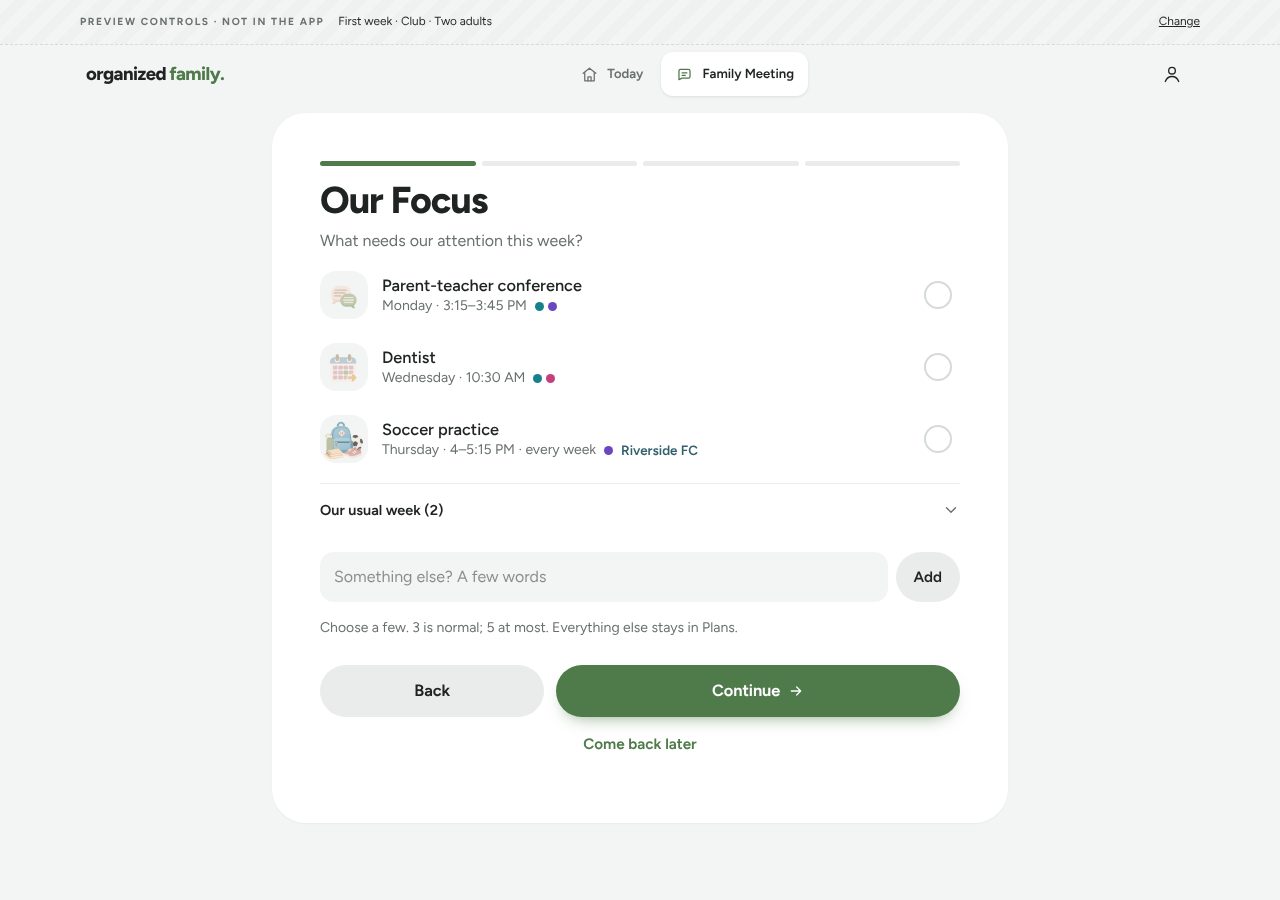 PREVIEW CONTROLS · NOT IN THE APP First week · Club · Two adults Change
organized family. Today Family Meeting
Our Focus
What needs our attention this week?
Parent-teacher conference
Monday · 3:15–3:45 PM
Dentist
Wednesday · 10:30 AM
Soccer practice
Thursday · 4–5:15 PM · every week Riverside FC
Our usual week (2)
Something else? A few words Add
Choose a few. 3 is normal; 5 at most. Everything else stays in Plans.
Back Continue →
Come back later